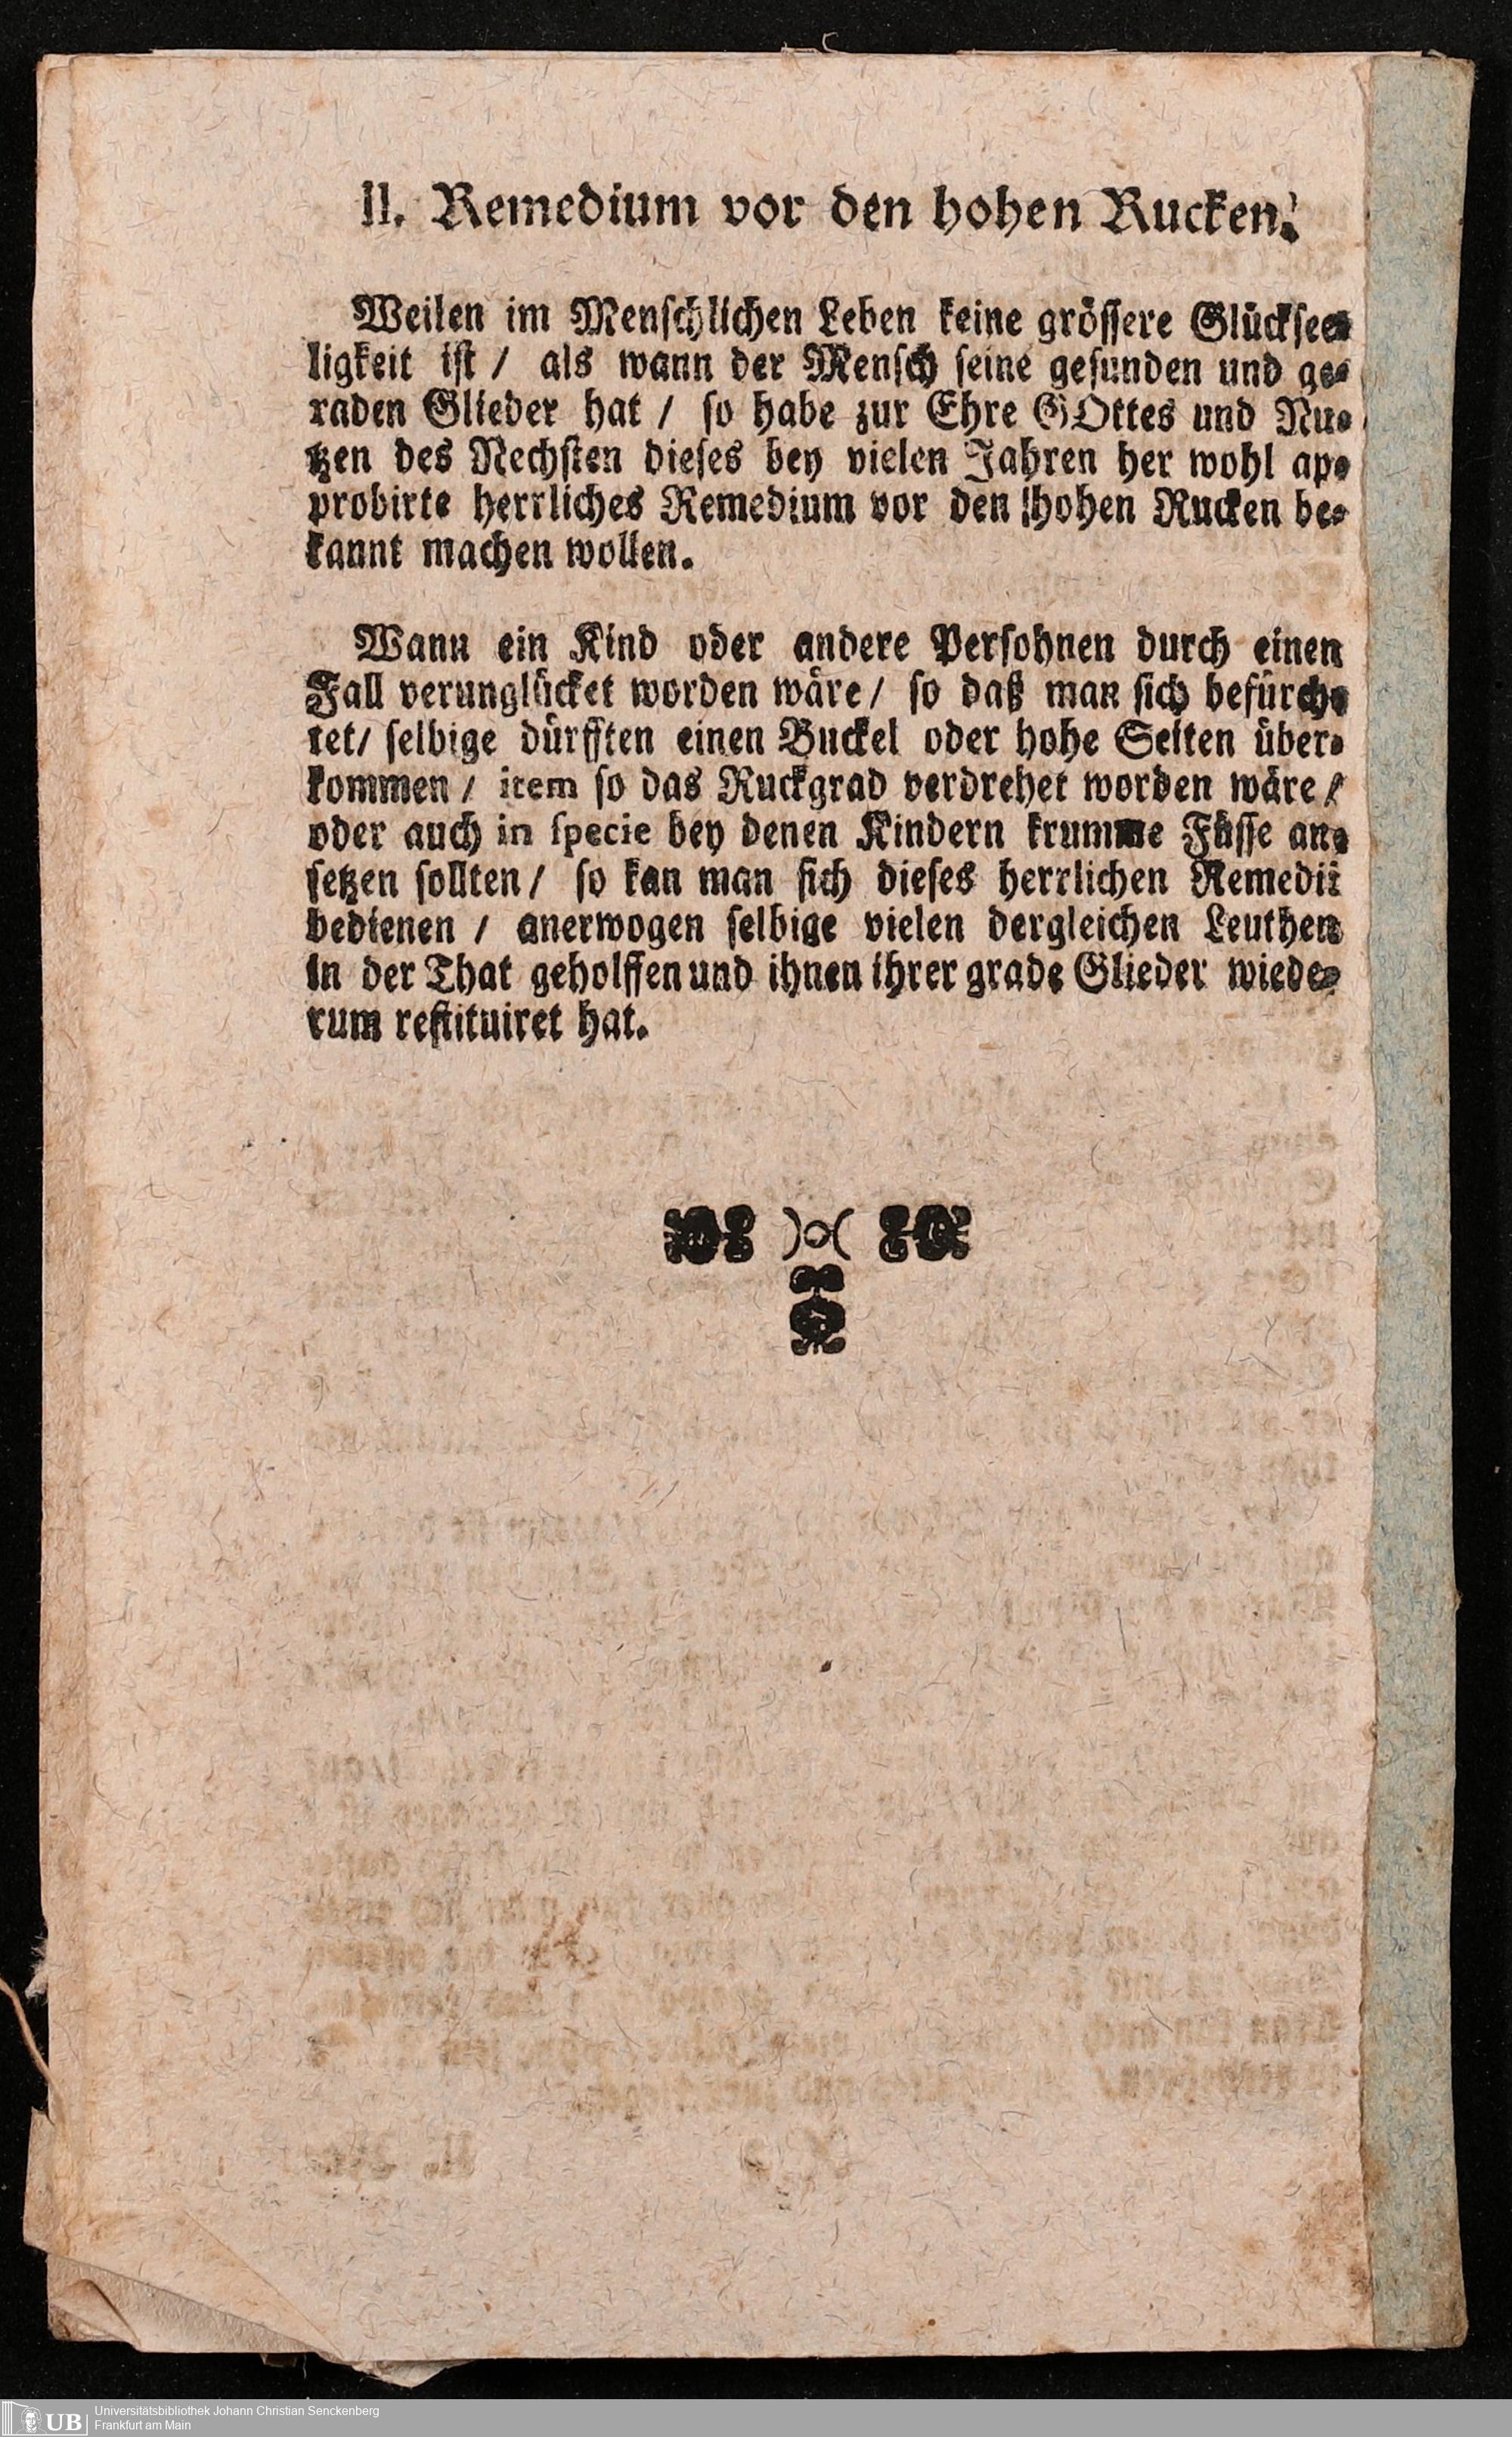 II. Remedium vor den hohen Rucken.
Weilen im Menschlichen Leben keine grössere Glücksee-
ligkeit ist / als wann der Mensch seine gesunden und ge-
raden Glieder hat / so habe zur Ehre GOttes und Nu-
tzen des Nechsten dieses bey vielen Jahren her wohl ap-
probirte herrliches Remedium vor den hohen Rucken be-
kannt machen wollen.
Wann ein Kind oder andere Persohnen durch einen
Fall verunglücket worden wäre / so daß man sich befürch-
tet / selbige dürfften einen Buckel oder hohe Seiten über-
kommen / item so das Ruckgrad verdrehet worden wäre /
oder auch in specie bey denen Kindern krumme Füsse an-
setzen sollten / so kan man sich dieses herrlichen Remedii
bedienen / anerwogen selbige vielen dergleichen Leuthen
in der That geholffen und ihnen ihrer grade Glieder wiede-
rum restituiret hat.
)o(
UB Universitätsbibliothek Johann Christian Senckenberg
Frankfurt am Main